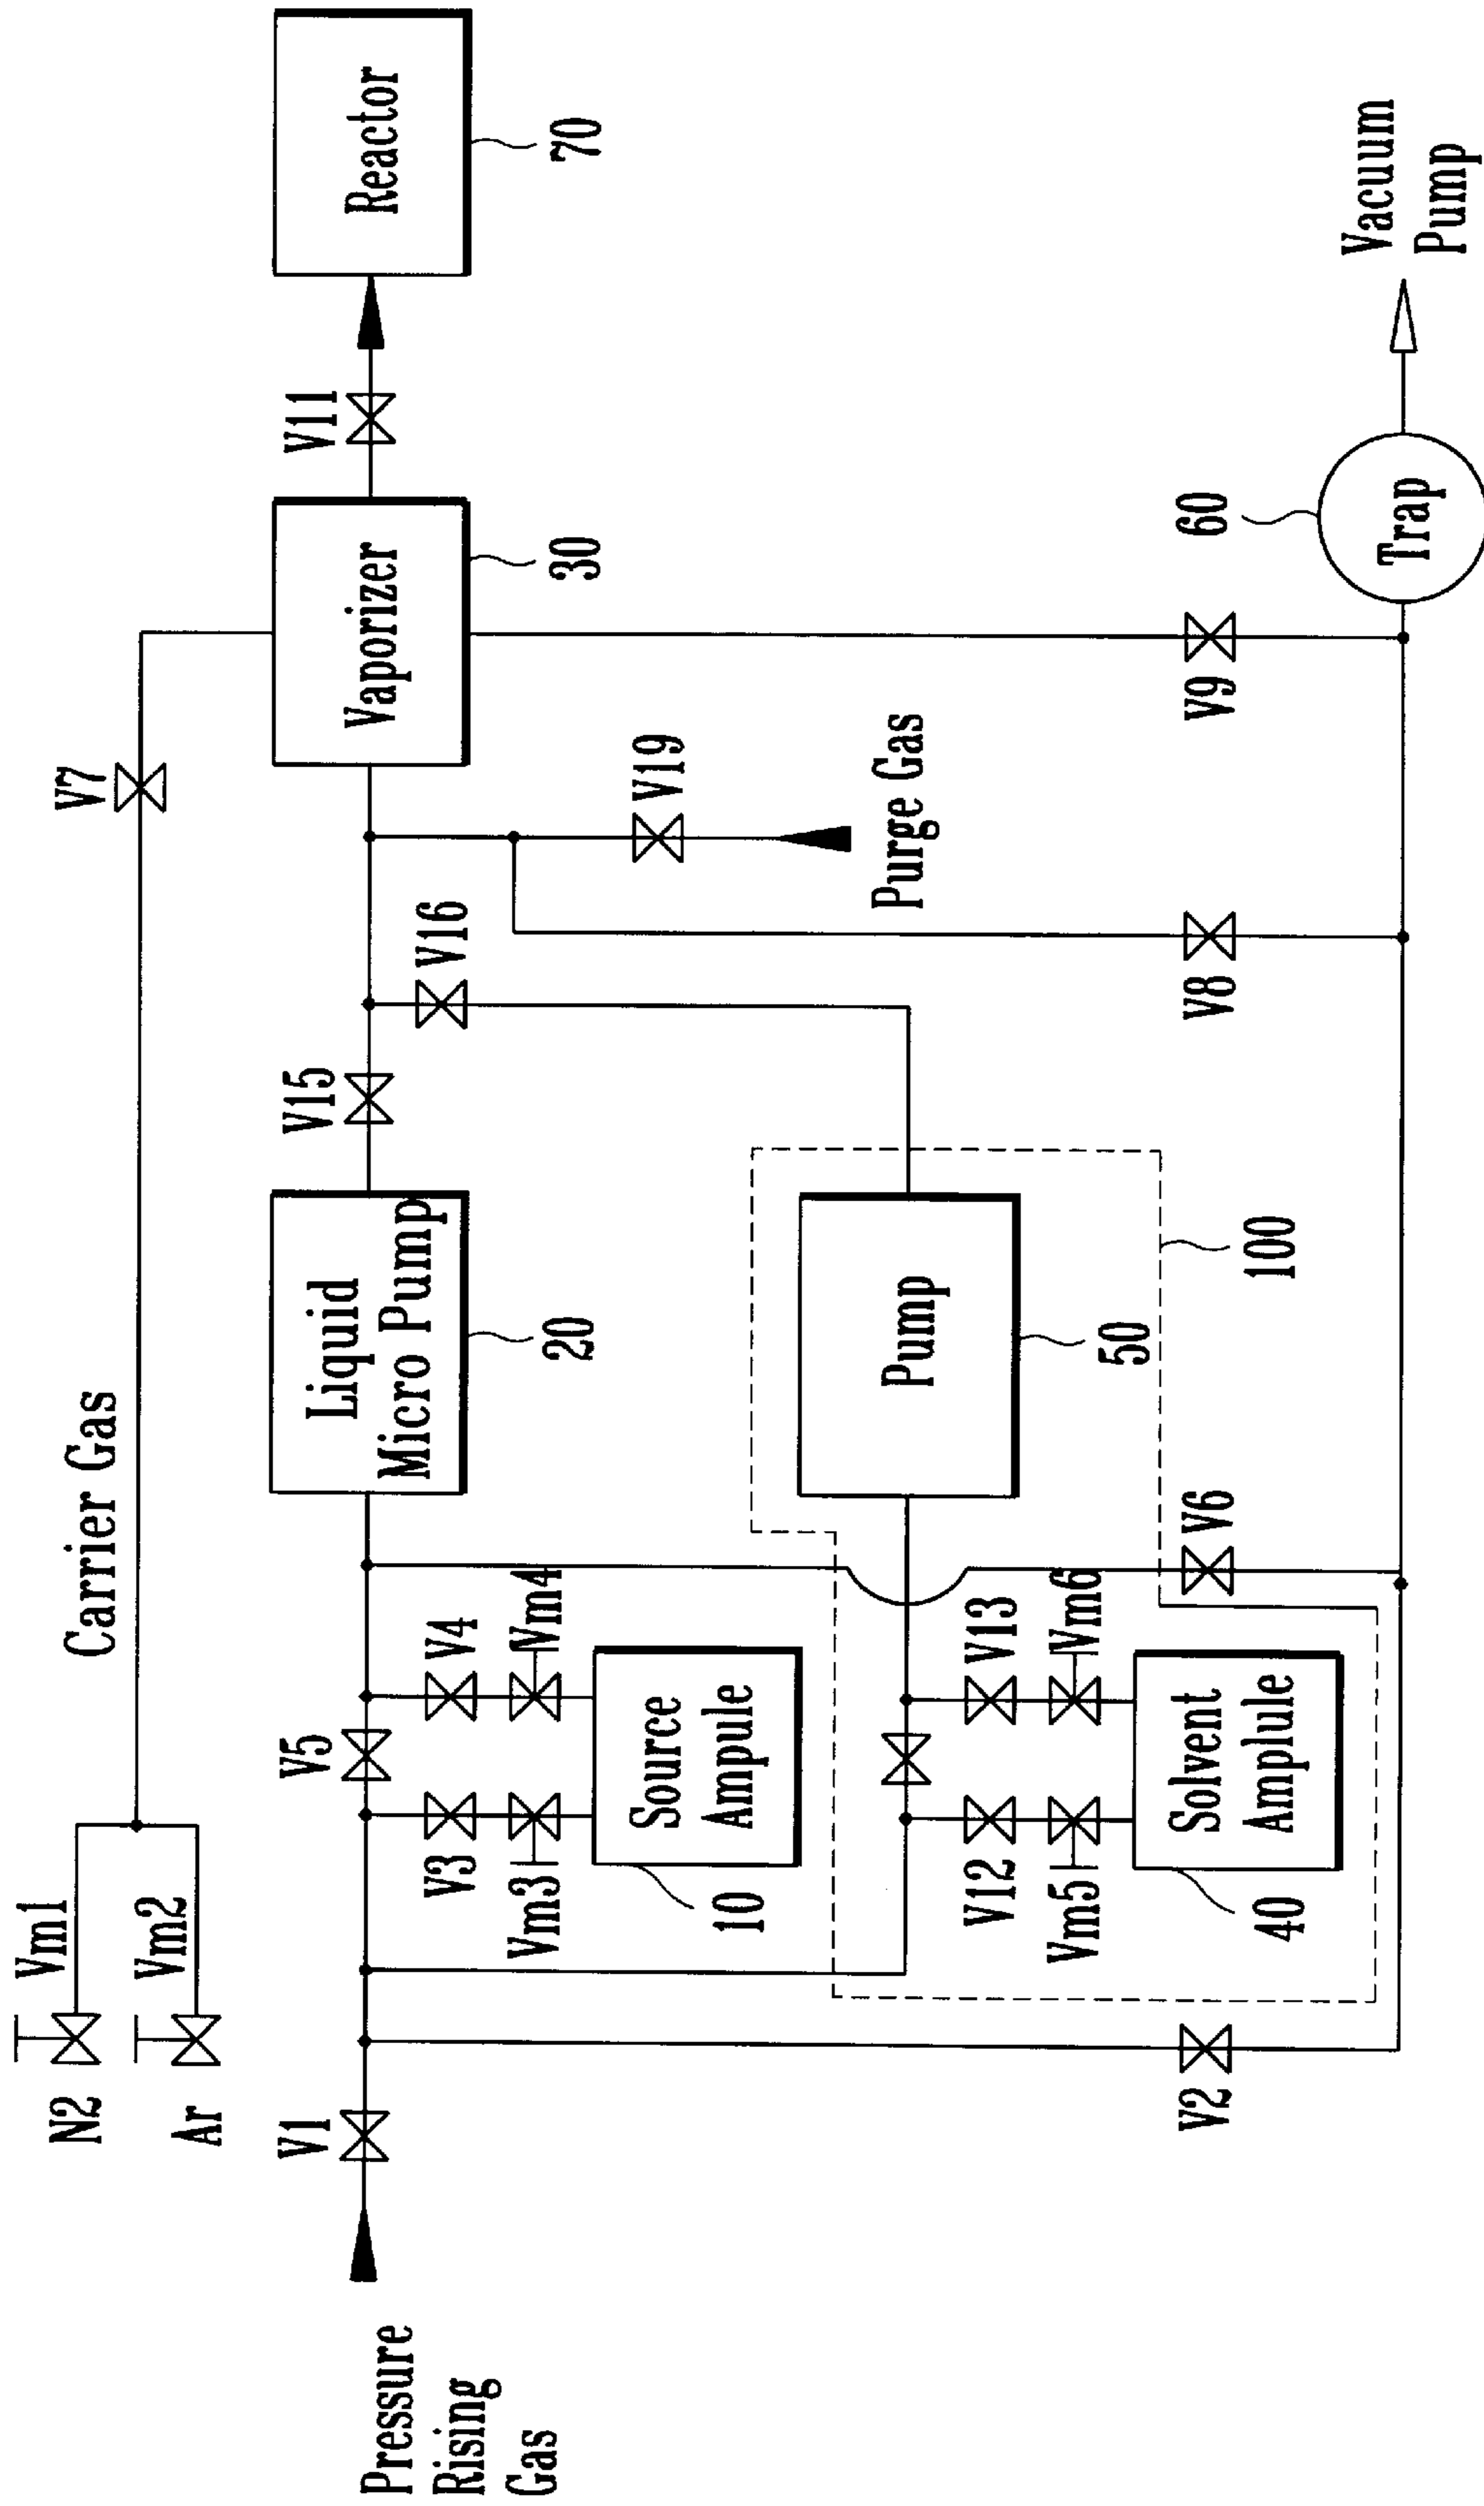 Carrier Gas
N2
Vm1
Ar
Vm2
V7
Pressure
Rising
Gas
V1
V5
V3
Vm3
V4
Vm4
Source
Ampule
10
Liquid
Micro Pump
20
V15
V16
V19
Purge Gas
Vaporizer
30
V11
Reactor
70
V12
Vm5
V13
Vm6
Solvent
Amplule
40
Pump
50
100
V2
V6
V8
V9
Trap
60
Vacuum
Pump